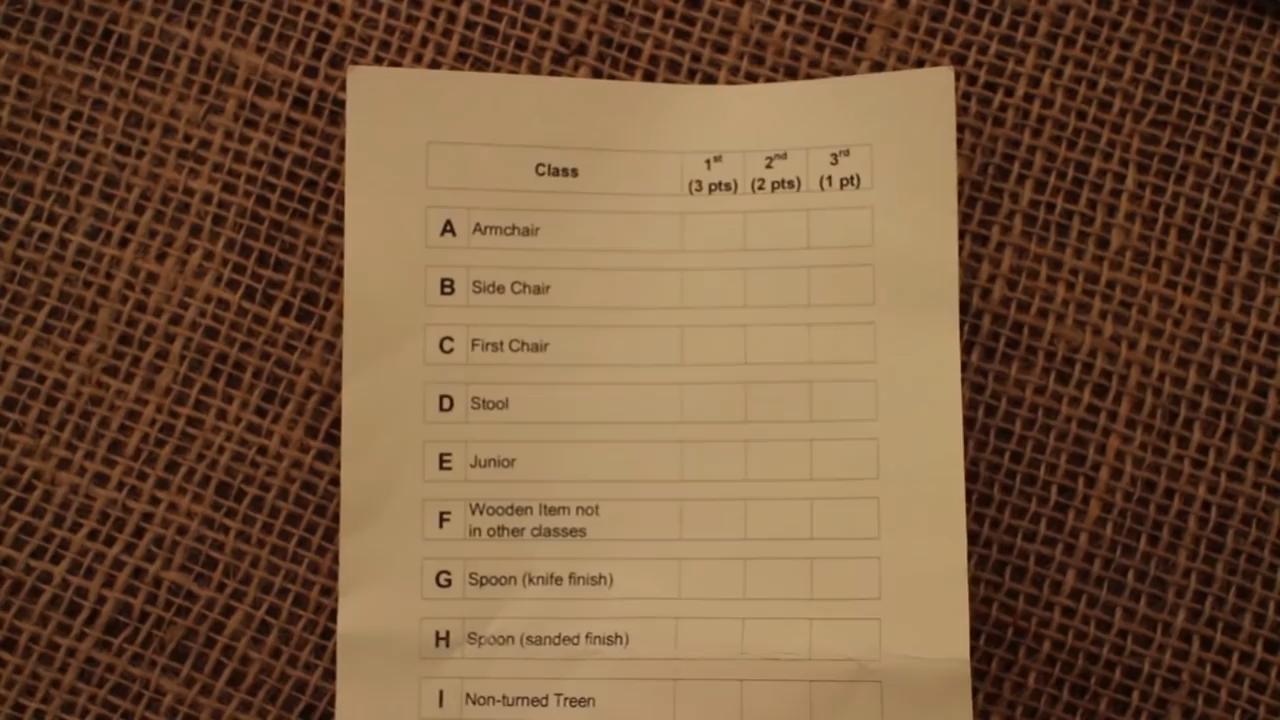 Class 1st 2nd 3rd
(3 pts) (2 pts) (1 pt)
A Armchair
B Side Chair
C First Chair
D Stool
E Junior
F Wooden Item not
in other classes
G Spoon (knife finish)
H Spoon (sanded finish)
I Non-turned Treen